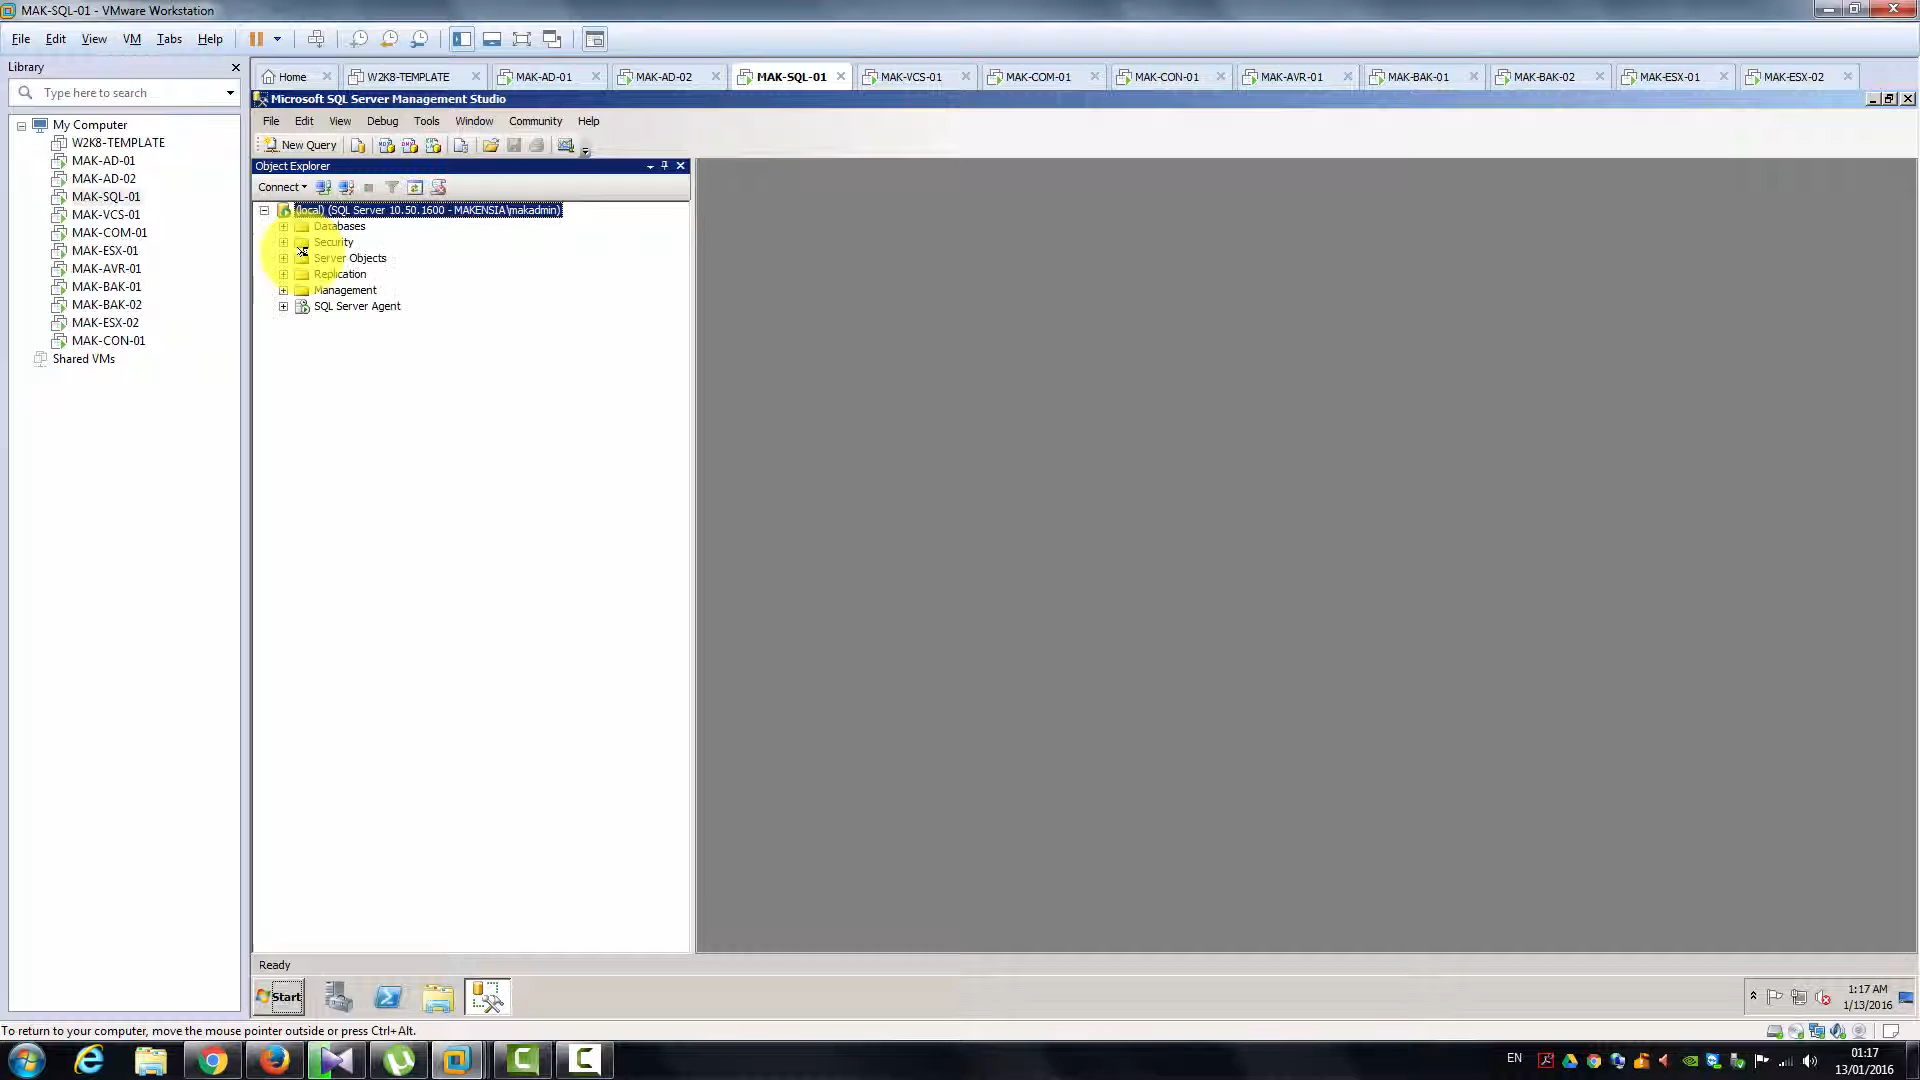 MAK-SQL-01 - VMware Workstation
File Edit View VM Tabs Help
Library
Type here to search
My Computer
W2K8-TEMPLATE
MAK-AD-01
MAK-AD-02
MAK-SQL-01
MAK-VCS-01
MAK-COM-01
MAK-ESX-01
MAK-AVR-01
MAK-BAK-01
MAK-BAK-02
MAK-ESX-02
MAK-CON-01
Shared VMs
Home W2K8-TEMPLATE MAK-AD-01 MAK-AD-02 MAK-SQL-01 MAK-VCS-01 MAK-COM-01 MAK-CON-01 MAK-AVR-01 MAK-BAK-01 MAK-BAK-02 MAK-ESX-01 MAK-ESX-02
Microsoft SQL Server Management Studio
File Edit View Debug Tools Window Community Help
New Query
Object Explorer
Connect
(local) (SQL Server 10.50.1600 - MAKENSIA\makadmin)
Databases
Security
Server Objects
Replication
Management
SQL Server Agent
Ready
Start
1:17 AM
1/13/2016
To return to your computer, move the mouse pointer outside or press Ctrl+Alt.
EN
01:17
13/01/2016